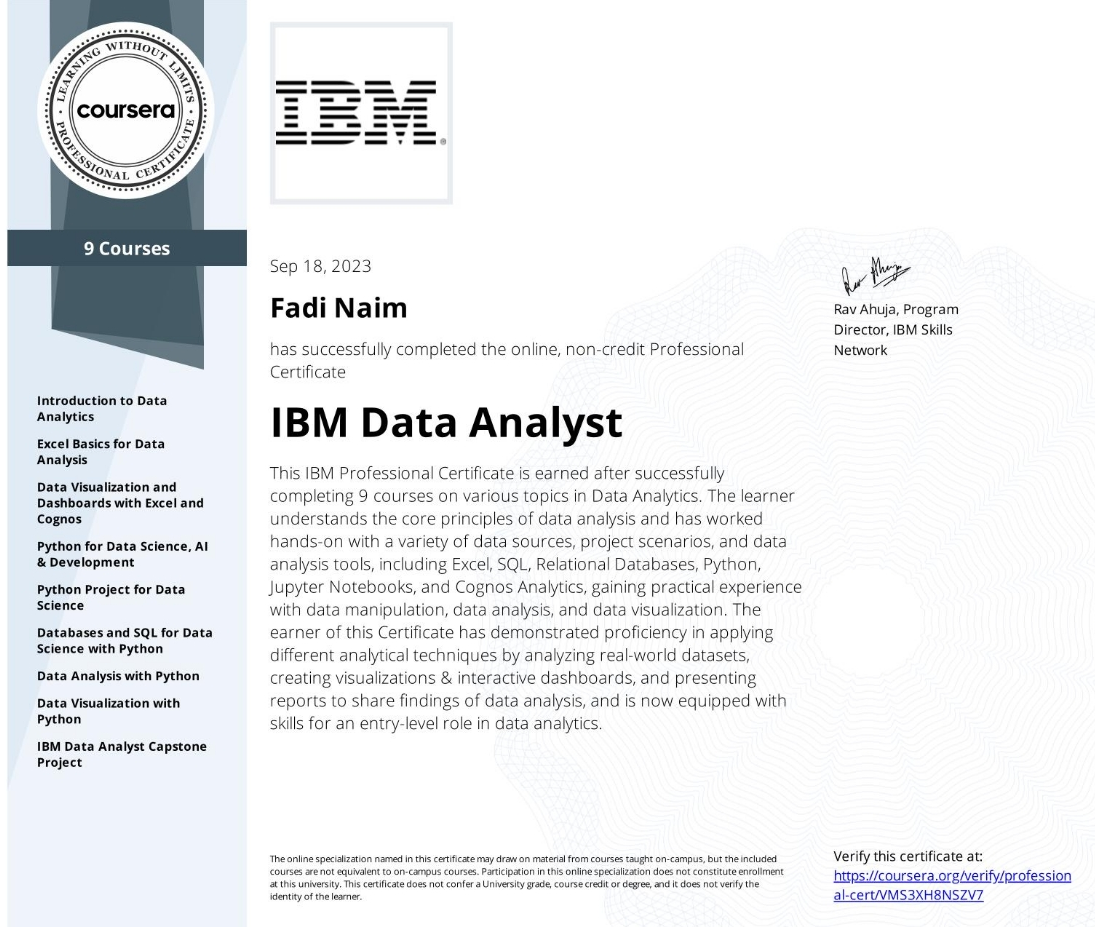 LEARNING WITHOUT LIMITS
coursera
PROFESSIONAL CERTIFICATE
9 Courses
Introduction to Data
Analytics
Excel Basics for Data
Analysis
Data Visualization and
Dashboards with Excel and
Cognos
Python for Data Science, AI
& Development
Python Project for Data
Science
Databases and SQL for Data
Science with Python
Data Analysis with Python
Data Visualization with
Python
IBM Data Analyst Capstone
Project
IBM®
Sep 18, 2023
Fadi Naim
has successfully completed the online, non-credit Professional
Certificate
IBM Data Analyst
This IBM Professional Certificate is earned after successfully
completing 9 courses on various topics in Data Analytics. The learner
understands the core principles of data analysis and has worked
hands-on with a variety of data sources, project scenarios, and data
analysis tools, including Excel, SQL, Relational Databases, Python,
Jupyter Notebooks, and Cognos Analytics, gaining practical experience
with data manipulation, data analysis, and data visualization. The
earner of this Certificate has demonstrated proficiency in applying
different analytical techniques by analyzing real-world datasets,
creating visualizations & interactive dashboards, and presenting
reports to share findings of data analysis, and is now equipped with
skills for an entry-level role in data analytics.
The online specialization named in this certificate may draw on material from courses taught on-campus, but the included
courses are not equivalent to on-campus courses. Participation in this online specialization does not constitute enrollment
at this university. This certificate does not confer a University grade, course credit or degree, and it does not verify the
identity of the learner.
Rav Ahuja
Rav Ahuja, Program
Director, IBM Skills
Network
Verify this certificate at:
https://coursera.org/verify/profession
al-cert/VMS3XH8NSZV7